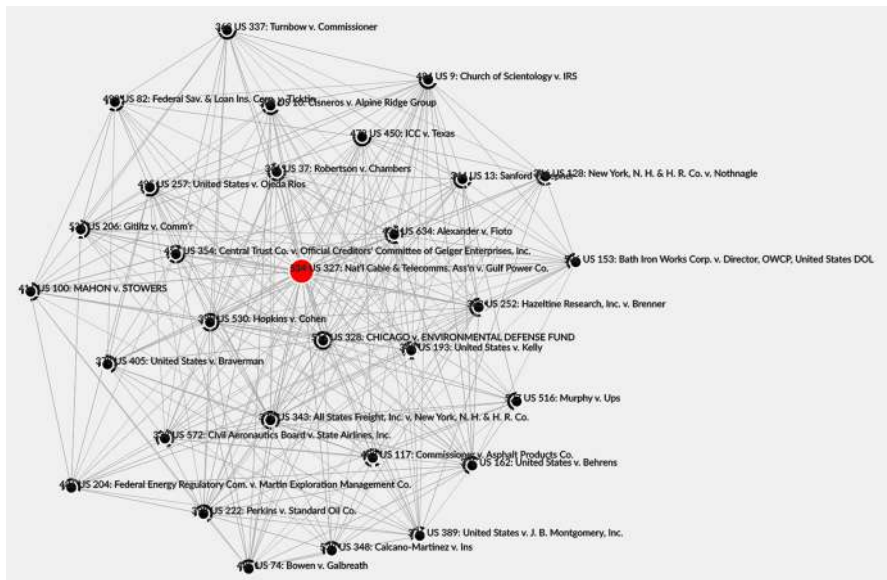 US 337: Turnbow v. Commissioner
US 9: Church of Scientology v. IRS
US 82: Federal Sav. & Loan Ins. Corp. v. Ticktin
Cisneros v. Alpine Ridge Group
US 450: ICC v. Texas
US 37: Robertson v. Chambers
US 13: Sanford
US 128: New York, N. H. & H. R. Co. v. Nothnagle
US 257: United States v. Ojeda Rios
US 206: Gitlitz v. Comm'r
US 634: Alexander v. Fioto
US 354: Central Trust Co. v. Official Creditors' Committee of Geiger Enterprises, Inc.
US 153: Bath Iron Works Corp. v. Director, OWCP, United States DOL
US 327: Nat'l Cable & Telecomms. Ass'n v. Gulf Power Co.
US 100: MAHON v. STOWERS
US 252: Hazeltine Research, Inc. v. Brenner
US 530: Hopkins v. Cohen
US 328: CHICAGO v. ENVIRONMENTAL DEFENSE FUND
US 193: United States v. Kelly
US 405: United States v. Braverman
US 516: Murphy v. Ups
US 343: All States Freight, Inc. v. New York, N. H. & H. R. Co.
US 572: Civil Aeronautics Board v. State Airlines, Inc.
US 117: Commissioner v. Asphalt Products Co.
US 162: United States v. Behrens
US 204: Federal Energy Regulatory Com. v. Martin Exploration Management Co.
US 222: Perkins v. Standard Oil Co.
US 389: United States v. J. B. Montgomery, Inc.
US 348: Calcano-Martinez v. Ins
US 74: Bowen v. Galbreath